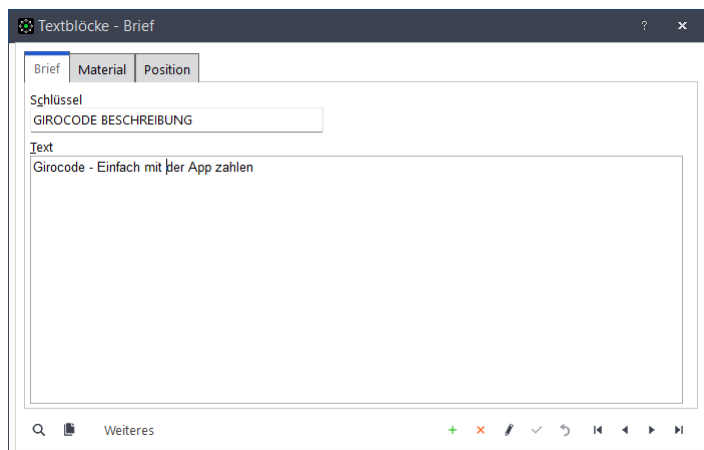 Textblöcke - Brief
?
Brief Material Position
Schlüssel
GIROCODE BESCHREIBUNG
Text
Girocode - Einfach mit der App zahlen
Weiteres